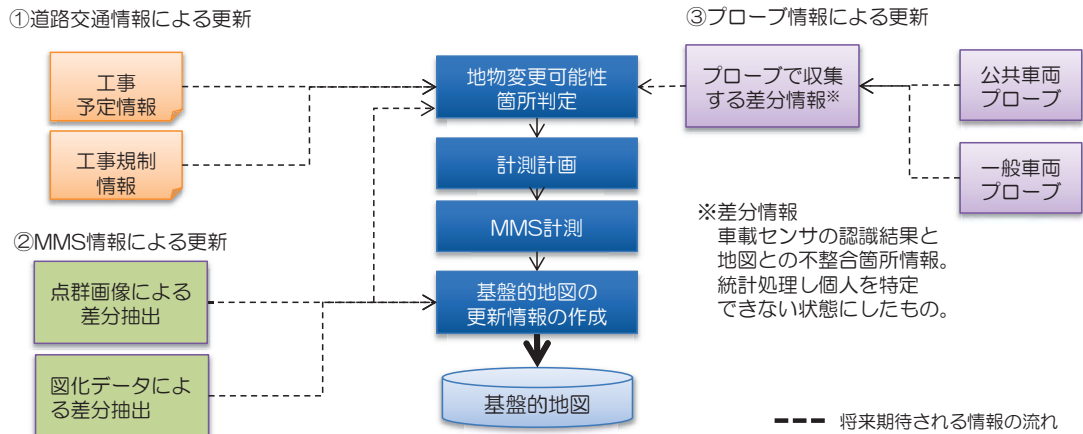 ①道路交通情報による更新
工事
予定情報
工事規制
情報
②MMS情報による更新
点群画像による
差分抽出
図化データによ
る差分抽出
地物変更可能性
箇所判定
計測計画
MMS計測
基盤的地図の
更新情報の作成
基盤的地図
③プローブ情報による更新
プローブで収集
する差分情報※
公共車両
プローブ
一般車両
プローブ
※差分情報
車載センサの認識結果と
地図との不整合箇所情報。
統計処理し個人を特定
できない状態にしたもの。
将来期待される情報の流れ